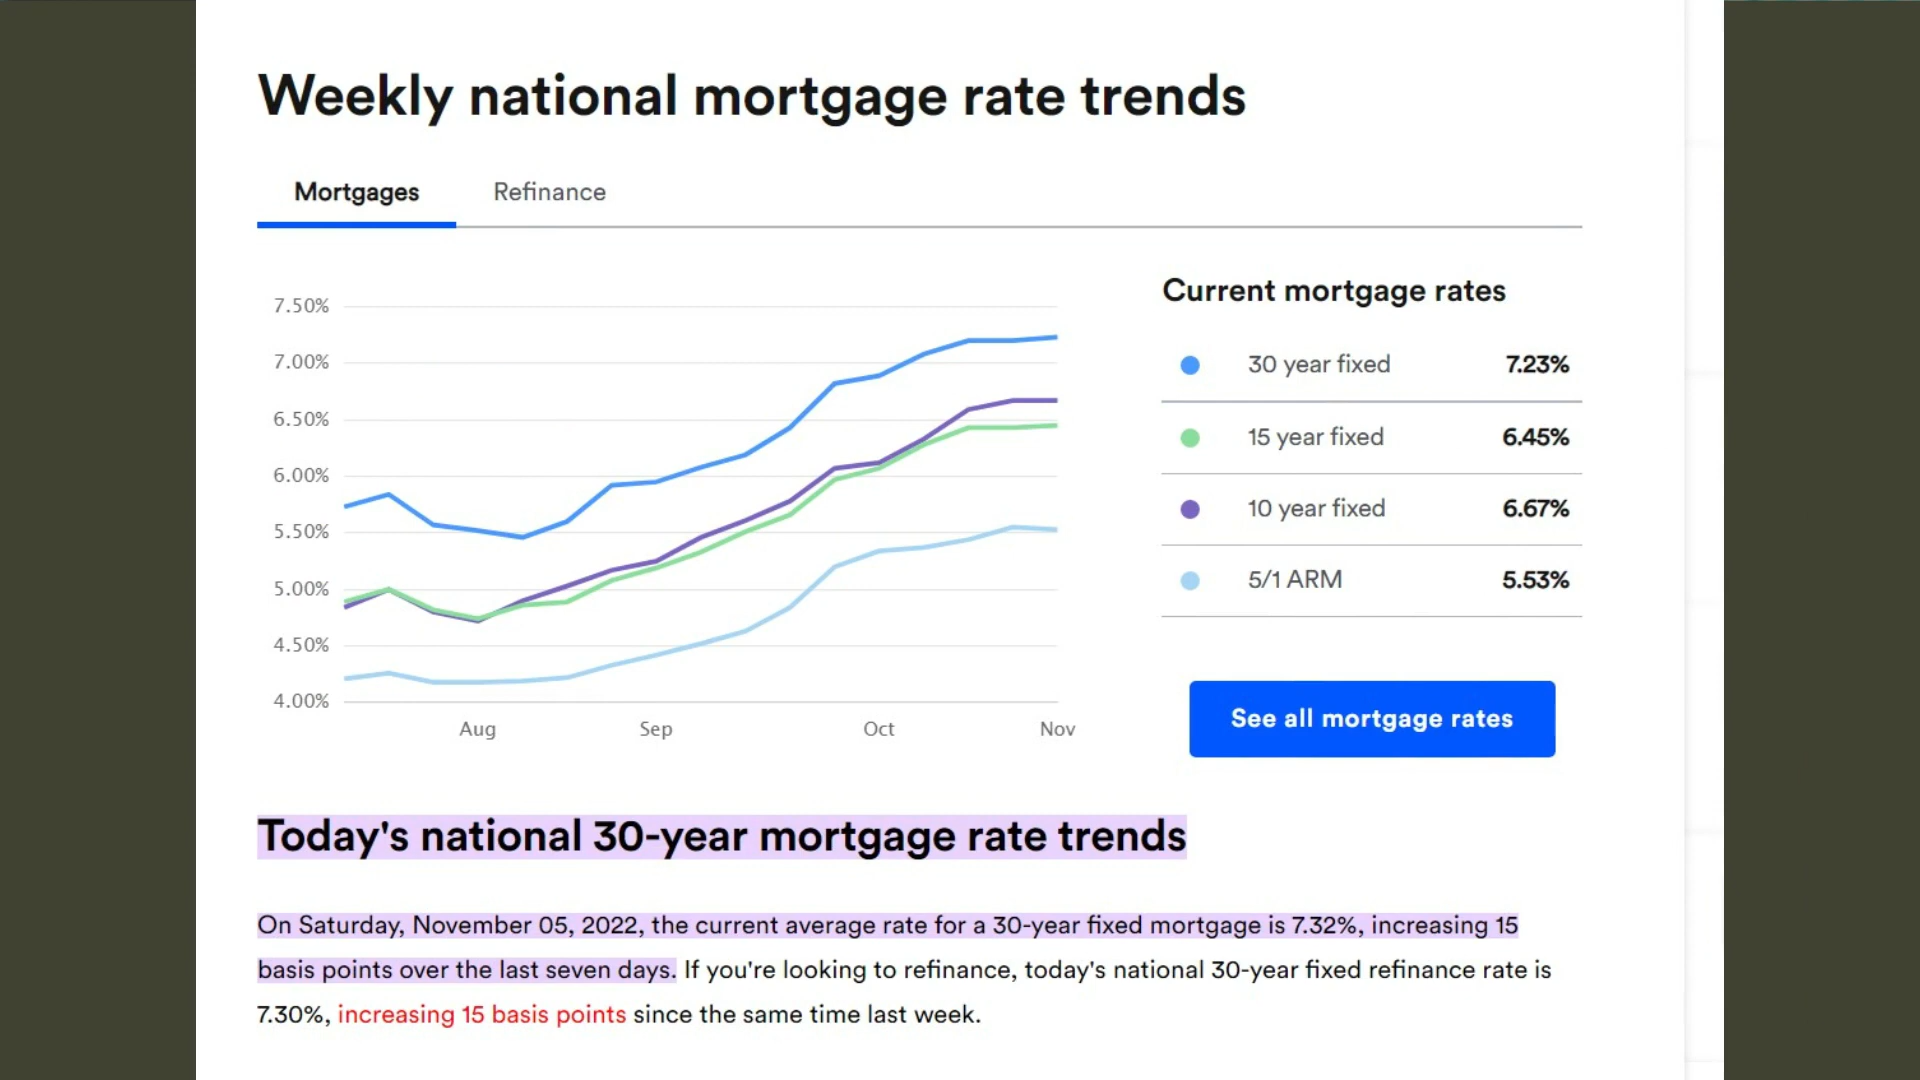 Weekly national mortgage rate trends
Mortgages
Refinance
7.50%
7.00%
6.50%
6.00%
5.50%
5.00%
4.50%
4.00%
Aug
Sep
Oct
Nov
Current mortgage rates
30 year fixed 7.23%
15 year fixed 6.45%
10 year fixed 6.67%
5/1 ARM 5.53%
See all mortgage rates
Today's national 30-year mortgage rate trends
On Saturday, November 05, 2022, the current average rate for a 30-year fixed mortgage is 7.32%, increasing 15
basis points over the last seven days. If you're looking to refinance, today's national 30-year fixed refinance rate is
7.30%, increasing 15 basis points since the same time last week.